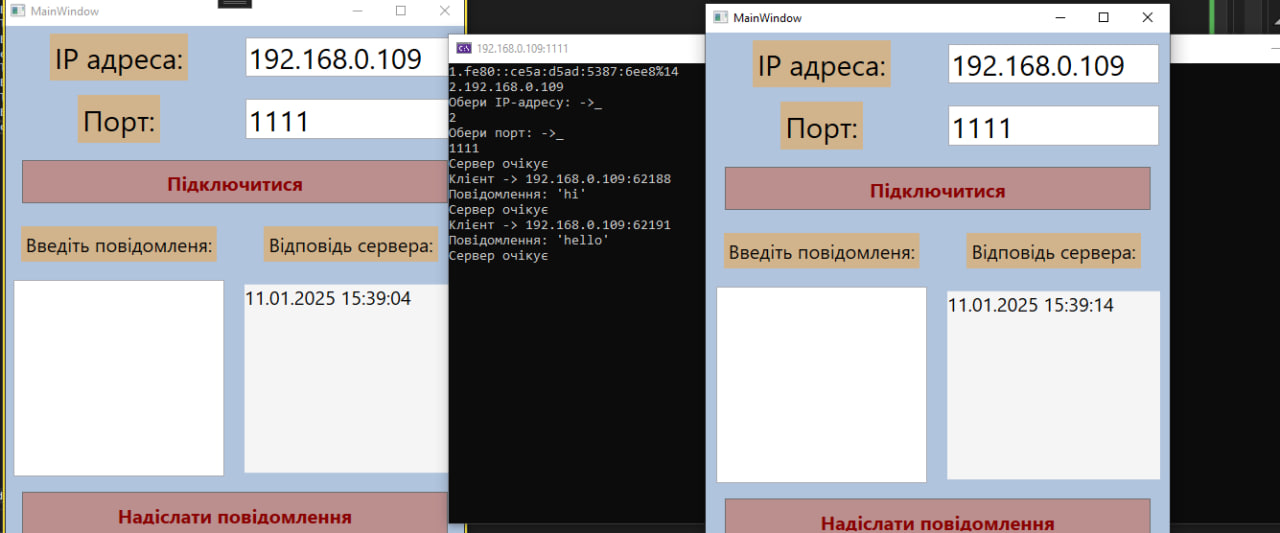 MainWindow
IP адреса:
192.168.0.109
Порт:
1111
Підключитися
Введіть повідомленя:
Відповідь сервера:
11.01.2025 15:39:04
Надіслати повідомлення
192.168.0.109:1111
1.fe80::ce5a:d5ad:5387:6ee8%14
2.192.168.0.109
Обери IP-адресу: ->_
2
Обери порт: ->_
1111
Сервер очікує
Клієнт -> 192.168.0.109:62188
Повідомлення: 'hi'
Сервер очікує
Клієнт -> 192.168.0.109:62191
Повідомлення: 'hello'
Сервер очікує
MainWindow
IP адреса:
192.168.0.109
Порт:
1111
Підключитися
Введіть повідомленя:
Відповідь сервера:
11.01.2025 15:39:14
Надіслати повідомлення